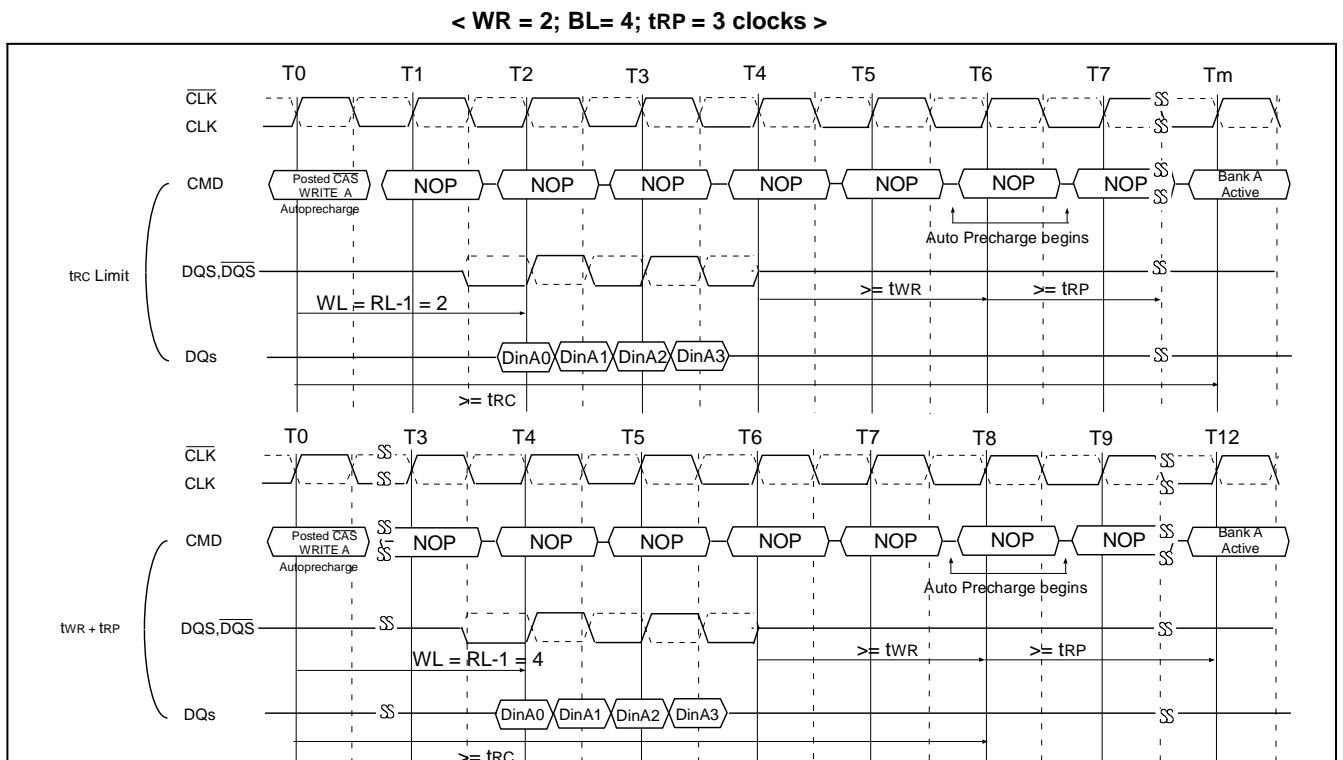 < WR = 2; BL= 4; tRP = 3 clocks >
T0 T1 T2 T3 T4 T5 T6 T7 Tm
CLK
CLK
CMD
Posted CAS
WRITE A
Autoprecharge
NOP NOP NOP NOP NOP NOP NOP
Bank A
Active
Auto Precharge begins
tRC Limit
DQS,DQS
>= tWR
>= tRP
WL = RL-1 = 2
DQs
DinA0 DinA1 DinA2 DinA3
>= tRC
T0 T3 T4 T5 T6 T7 T8 T9 T12
CLK
CLK
CMD
Posted CAS
WRITE A
Autoprecharge
NOP NOP NOP NOP NOP NOP NOP
Bank A
Active
Auto Precharge begins
tWR + tRP
DQS,DQS
>= tWR
>= tRP
WL = RL-1 = 4
DQs
DinA0 DinA1 DinA2 DinA3
>= tRC